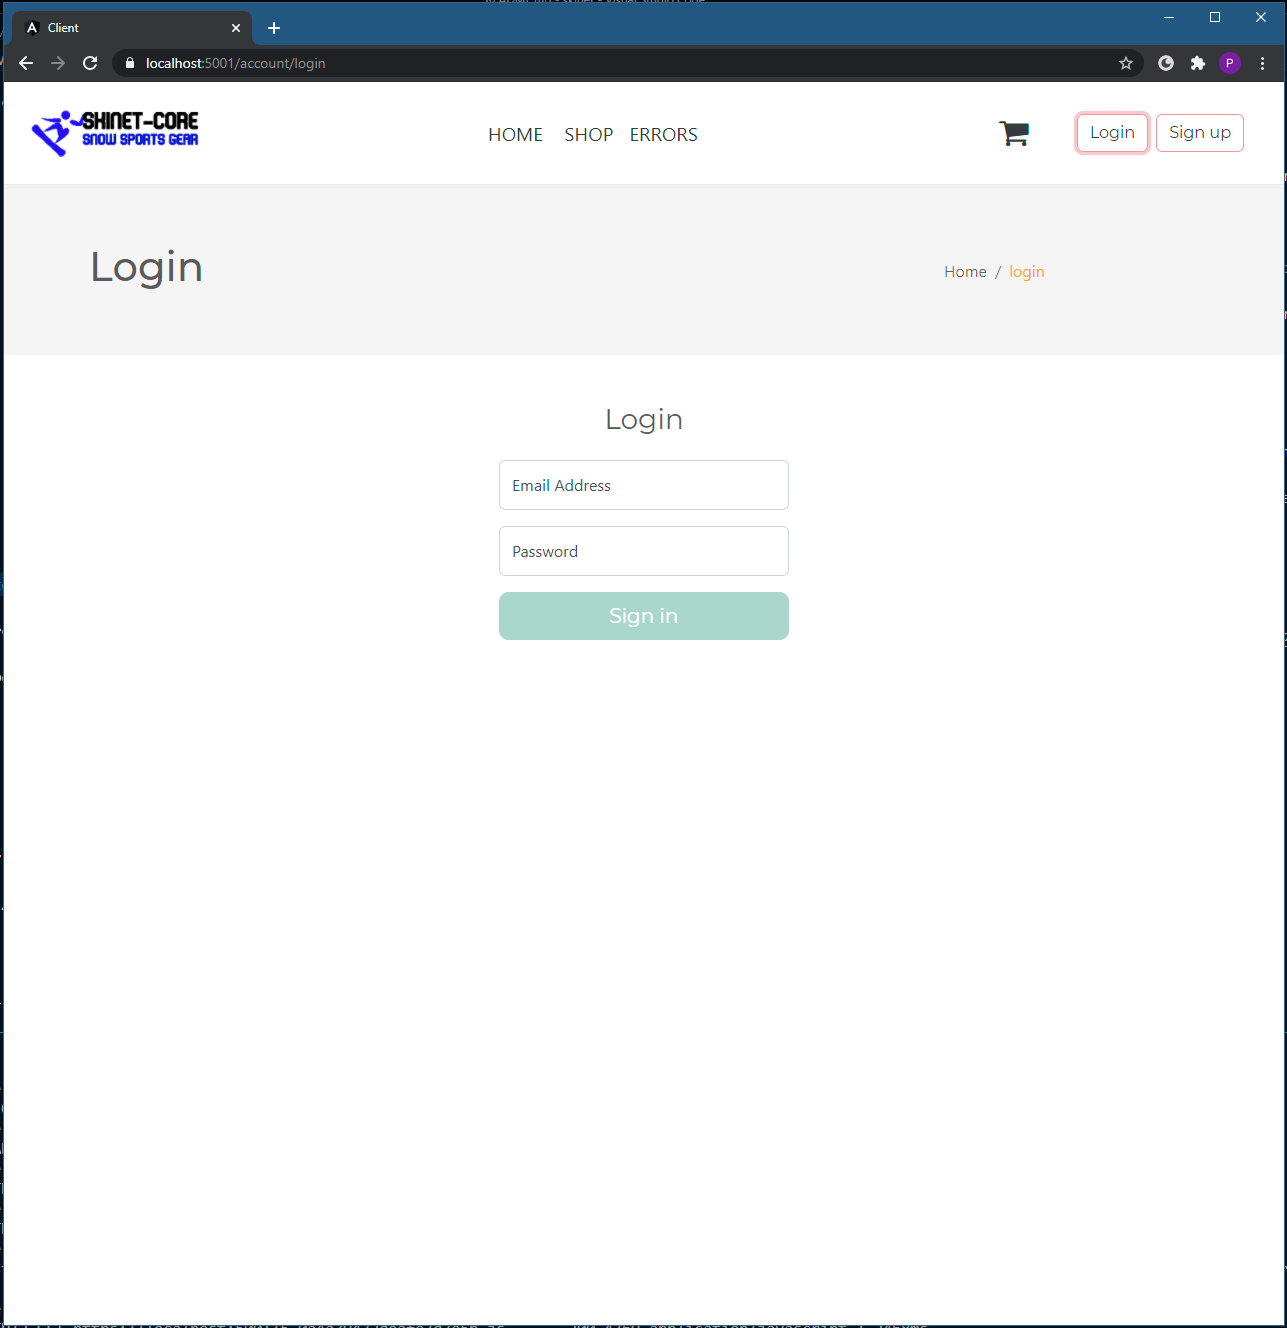 Client
localhost:5001/account/login
P
SHINET-CORE
SNOW SPORTS GEAR
HOME SHOP ERRORS
Login Sign up
Login
Home / login
Login
Email Address
Password
Sign in